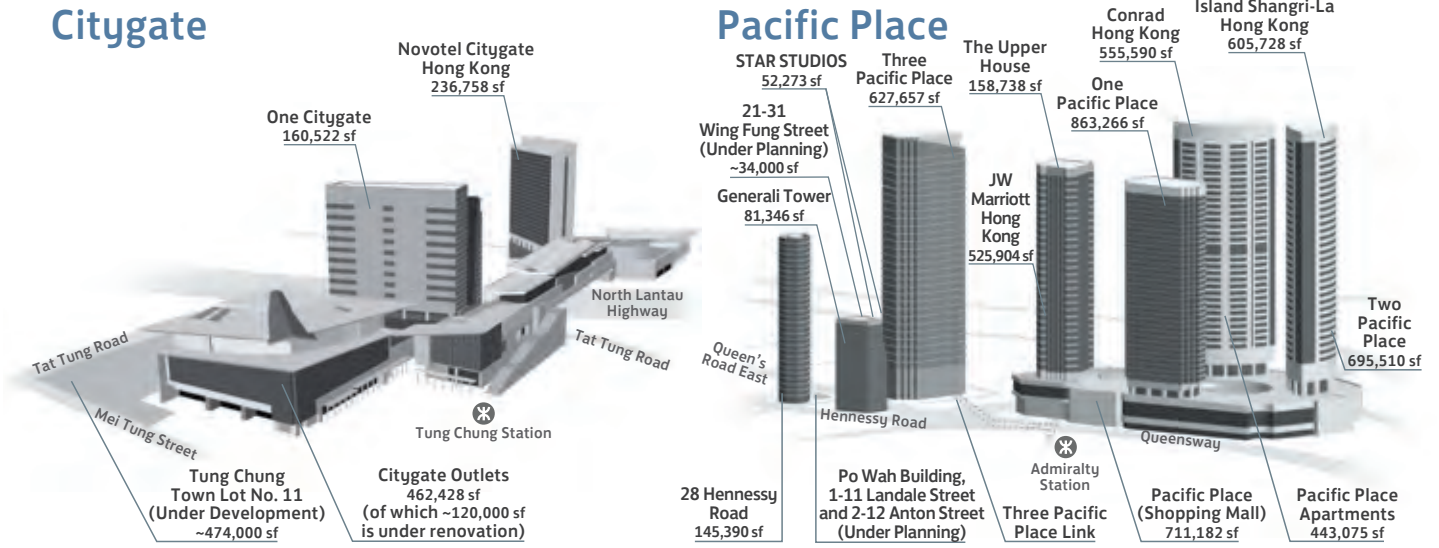 Citygate
Novotel Citygate
Hong Kong
236,758 sf
One Citygate
160,522 sf
North Lantau
Highway
Tat Tung Road
Tat Tung Road
Mei Tung Street
Tung Chung Station
Tung Chung
Town Lot No. 11
(Under Development)
~474,000 sf
Citygate Outlets
462,428 sf
(of which ~120,000 sf
is under renovation)
Pacific Place
STAR STUDIOS
52,273 sf
21-31
Wing Fung Street
(Under Planning)
~34,000 sf
Generali Tower
81,346 sf
Three
Pacific Place
627,657 sf
The Upper
House
158,738 sf
JW
Marriott
Hong
Kong
525,904 sf
Conrad
Hong Kong
555,590 sf
One
Pacific Place
863,266 sf
Island Shangri-La
Hong Kong
605,728 sf
Two
Pacific
Place
695,510 sf
Queen's
Road East
Hennessy Road
Queensway
Admiralty
Station
28 Hennessy
Road
145,390 sf
Po Wah Building,
1-11 Landale Street
and 2-12 Anton Street
(Under Planning)
Three Pacific
Place Link
Pacific Place
(Shopping Mall)
711,182 sf
Pacific Place
Apartments
443,075 sf